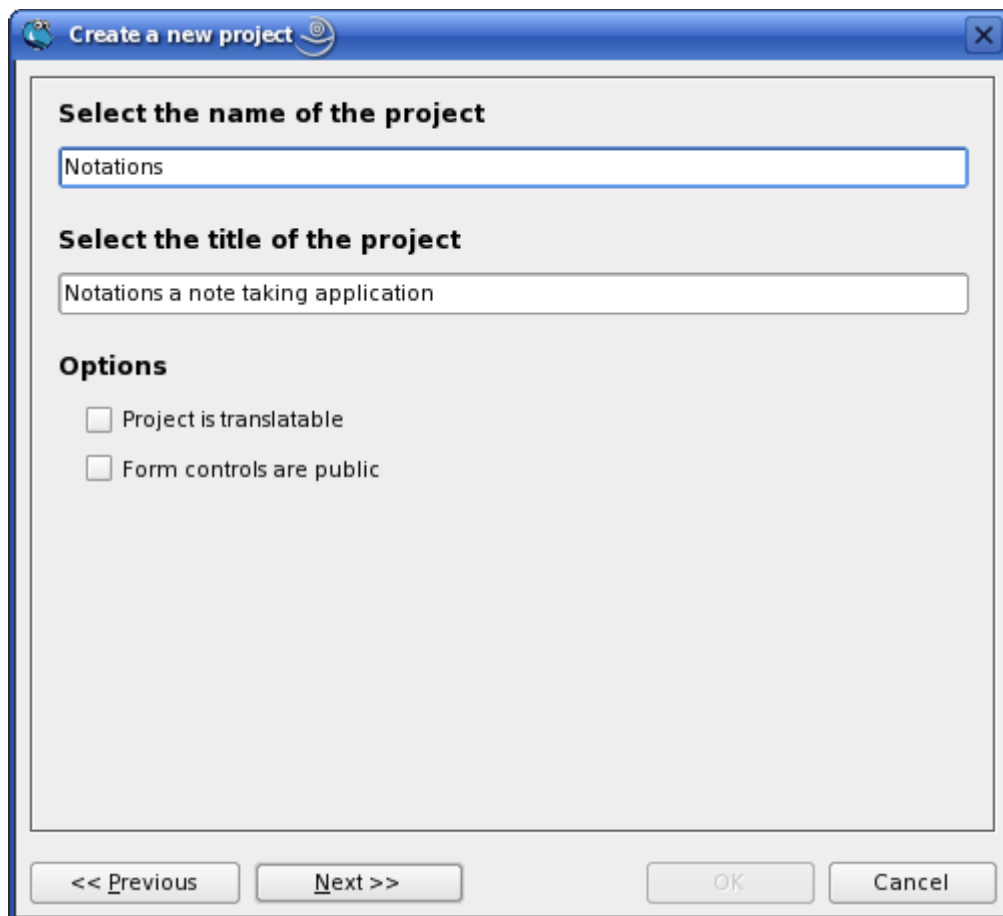 Create a new project
Select the name of the project
Notations
Select the title of the project
Notations a note taking application
Options
Project is translatable
Form controls are public
<< Previous Next >> OK Cancel